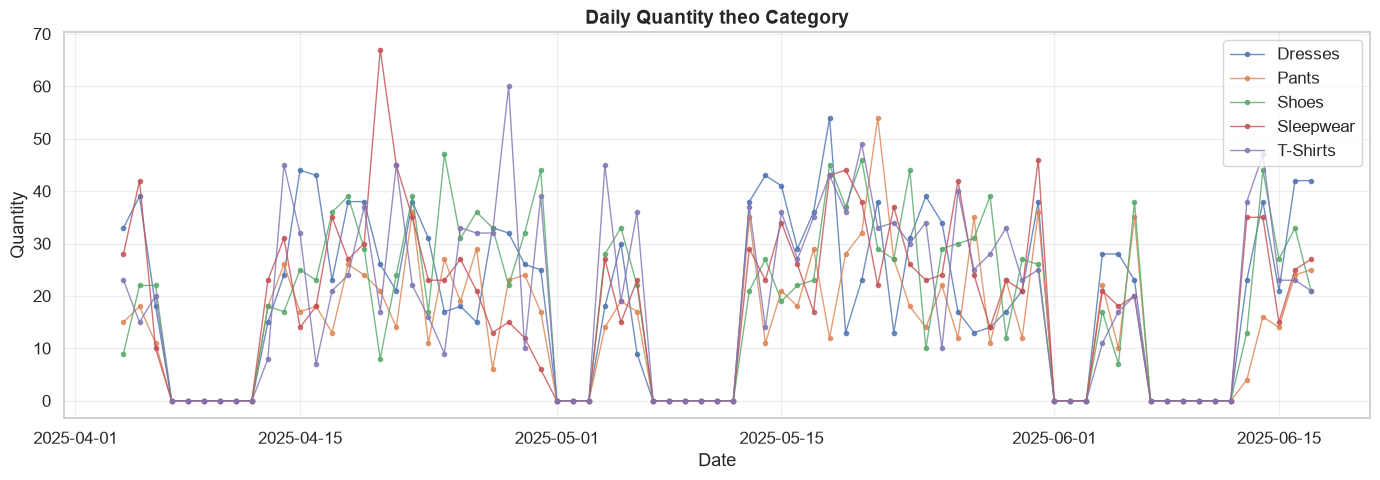 Daily Quantity theo Category
70
60
50
40
30
20
10
0
Quantity
Dresses
Pants
Shoes
Sleepwear
T-Shirts
2025-04-01
2025-04-15
2025-05-01
2025-05-15
2025-06-01
2025-06-15
Date